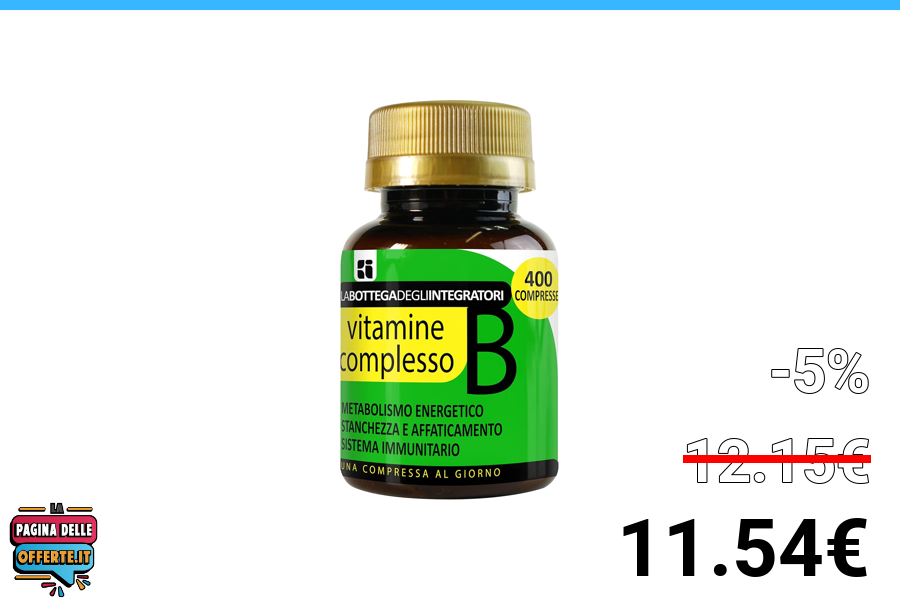 400
COMPRESSE
LABOTTEGADEGLIINTEGRATORI
vitamine
complesso B
METABOLISMO ENERGETICO
STANCHEZZA E AFFATICAMENTO
SISTEMA IMMUNITARIO
UNA COMPRESSA AL GIORNO
-5%
12.15€
11.54€
LA
PAGINA DELLE
OFFERTE.IT